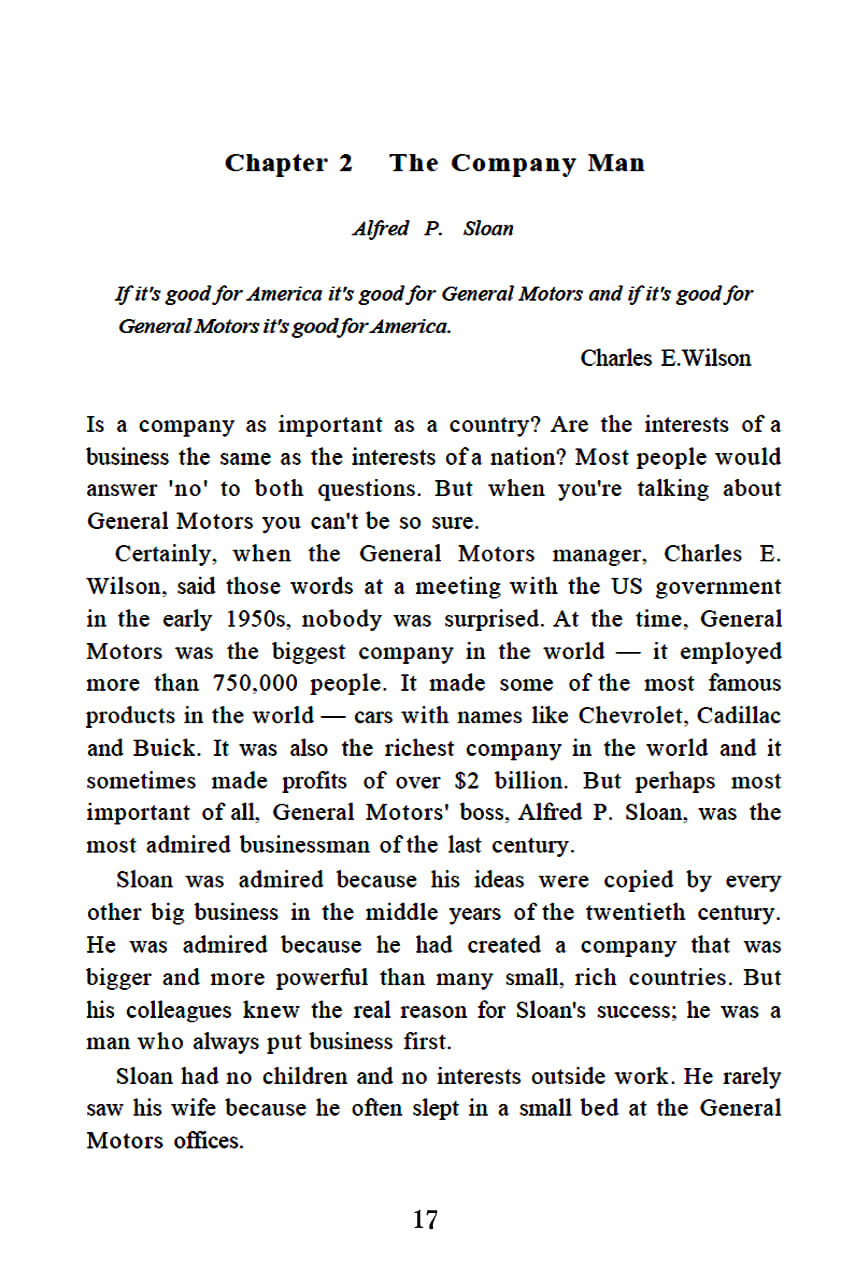 Chapter 2 The Company Man
Alfred P. Sloan
If it's good for America it's good for General Motors and if it's good for
General Motors it's good for America.
Charles E.Wilson
Is a company as important as a country? Are the interests of a
business the same as the interests of a nation? Most people would
answer 'no' to both questions. But when you're talking about
General Motors you can't be so sure.
Certainly, when the General Motors manager, Charles E.
Wilson, said those words at a meeting with the US government
in the early 1950s, nobody was surprised. At the time, General
Motors was the biggest company in the world — it employed
more than 750,000 people. It made some of the most famous
products in the world — cars with names like Chevrolet, Cadillac
and Buick. It was also the richest company in the world and it
sometimes made profits of over $2 billion. But perhaps most
important of all, General Motors' boss, Alfred P. Sloan, was the
most admired businessman of the last century.
Sloan was admired because his ideas were copied by every
other big business in the middle years of the twentieth century.
He was admired because he had created a company that was
bigger and more powerful than many small, rich countries. But
his colleagues knew the real reason for Sloan's success; he was a
man who always put business first.
Sloan had no children and no interests outside work. He rarely
saw his wife because he often slept in a small bed at the General
Motors offices.
17